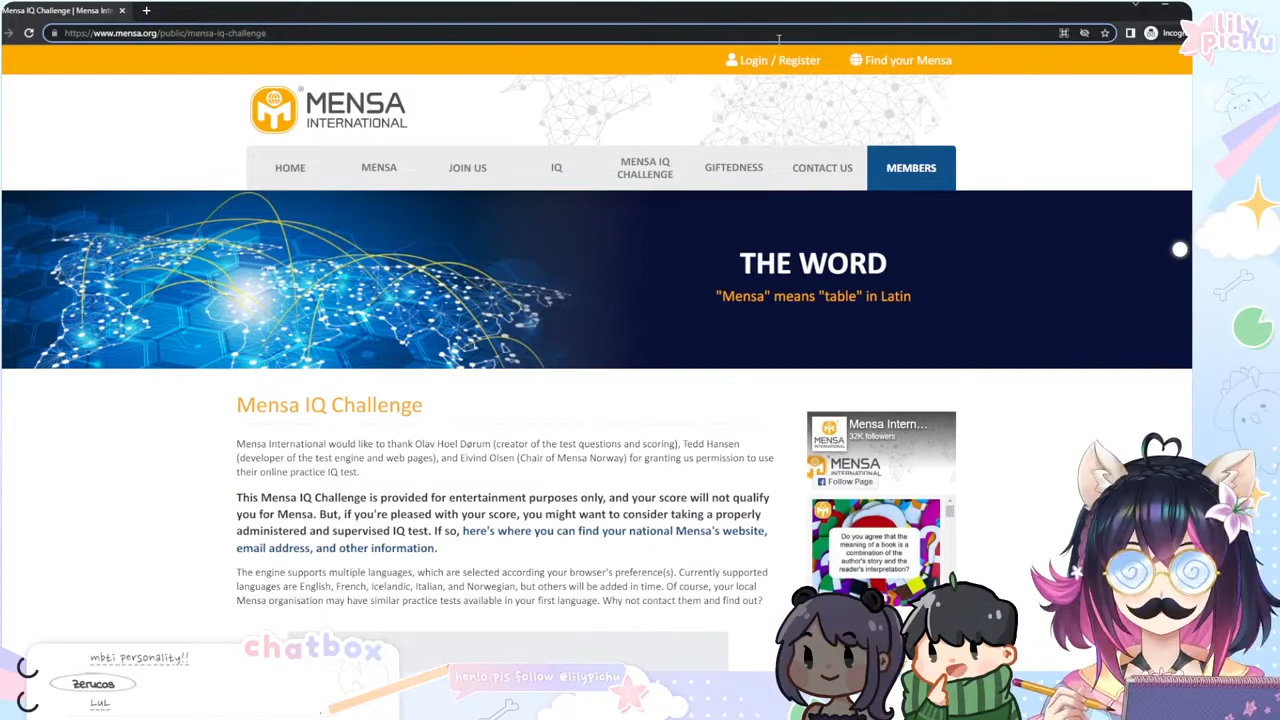 Mensa IQ Challenge | Mensa Inte
https://www.mensa.org/public/mensa-iq-challenge
Incogn
lily
pichu
Login / Register
Find your Mensa
MENSA
INTERNATIONAL
HOME
MENSA
JOIN US
IQ
MENSA IQ
CHALLENGE
GIFTEDNESS
CONTACT US
MEMBERS
THE WORD
"Mensa" means "table" in Latin
Mensa IQ Challenge
Mensa International would like to thank Olav Hoel Dørum (creator of the test questions and scoring), Tedd Hansen
(developer of the test engine and web pages), and Eivind Olsen (Chair of Mensa Norway) for granting us permission to use
their online practice IQ test.
This Mensa IQ Challenge is provided for entertainment purposes only, and your score will not qualify
you for Mensa. But, if you're pleased with your score, you might want to consider taking a properly
administered and supervised IQ test. If so, here's where you can find your national Mensa's website,
email address, and other information.
The engine supports multiple languages, which are selected according your browser's preference(s). Currently supported
languages are English, French, Icelandic, Italian, and Norwegian, but others will be added in time. Of course, your local
Mensa organisation may have similar practice tests available in your first language. Why not contact them and find out?
Mensa Intern...
32K followers
MENSA
INTERNATIONAL
MENSA
INTERNATIONAL
Follow Page
Do you agree that the
meaning of a book is a
combination of the
author's story and the
reader's interpretation?
chatbox
mbti personality!!
zerucos
LUL
henlo pls follow @lilypichu